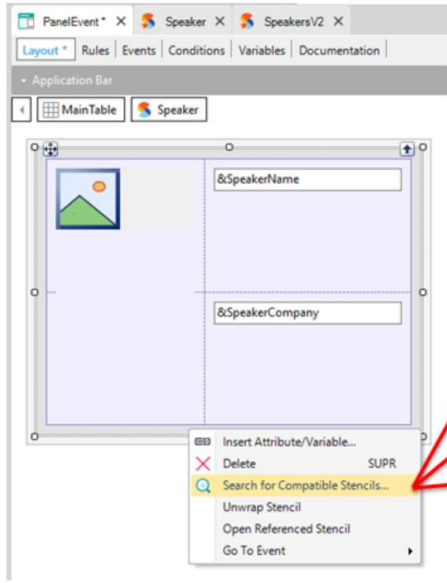 PanelEvent * X Speaker X SpeakersV2 X
Layout * Rules Events Conditions Variables Documentation
Application Bar
MainTable Speaker
&SpeakerName
&SpeakerCompany
Insert Attribute/Variable...
Delete SUPR
Search for Compatible Stencils...
Unwrap Stencil
Open Referenced Stencil
Go To Event